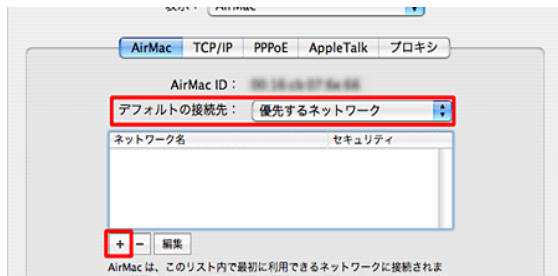 AirMac TCP/IP PPPoE AppleTalk プロキシ
AirMac ID：
デフォルトの接続先： 優先するネットワーク
ネットワーク名 セキュリティ
+ - 編集
AirMac は、このリスト内で最初に利用できるネットワークに接続されま